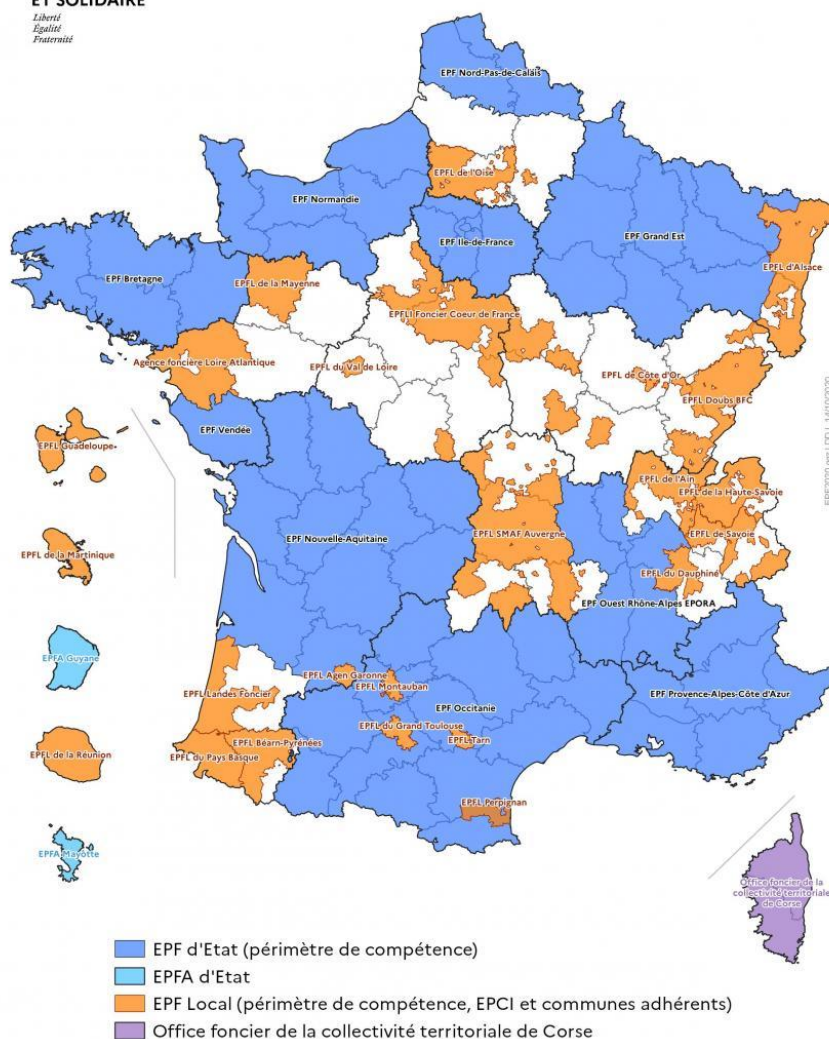 ET SOLIDAIRE
Liberté
Égalité
Fraternité
EPF Nord-Pas-de-Calais
EPFL de l'Oise
EPF Normandie
EPF Ile-de-France
EPF Grand Est
EPFL d'Alsace
EPF Bretagne
EPFL de la Mayenne
EPFLI Foncier Coeur de France
Agence foncière Loire Atlantique
EPFL du Val de Loire
EPFL de Côte d'Or
EPFL Doubs BFC
EPF Vendée
EPFL Guadeloupe
EPFL de l'Ain
EPFL de la Haute-Savoie
EPF Nouvelle-Aquitaine
EPFL SMAF Auvergne
EPFL de Savoie
EPFL de la Martinique
EPFL du Dauphiné
EPF Ouest Rhône-Alpes EPORA
EPFA Guyane
EPFL Agen Garonne
EPFL Montauban
EPFL Landes Foncier
EPF Occitanie
EPF Provence-Alpes-Côte d'Azur
EPFL du Grand Toulouse
EPFL Tarn
EPFL Béarn-Pyrénées
EPFL du Pays Basque
EPFL de la Réunion
EPFL Perpignan
EPFA Mayotte
Office foncier de la
collectivité territoriale
de Corse
EPF d'Etat (périmètre de compétence)
EPFA d'Etat
EPF Local (périmètre de compétence, EPCI et communes adhérents)
Office foncier de la collectivité territoriale de Corse